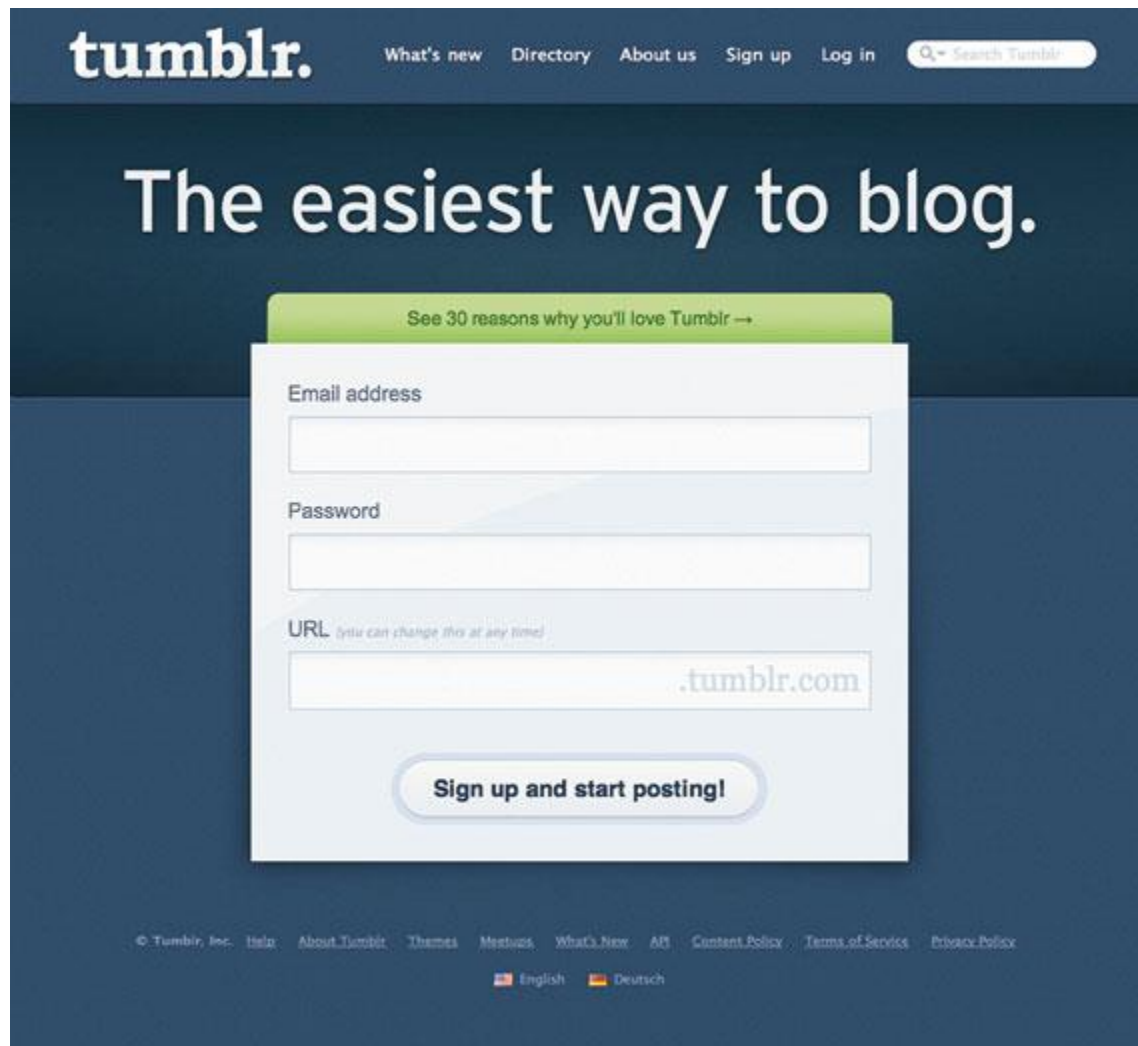 tumblr.
What's new Directory About us Sign up Log in Search Tumblr
The easiest way to blog.
See 30 reasons why you'll love Tumblr →
Email address
Password
URL (you can change this at any time)
.tumblr.com
Sign up and start posting!
© Tumblr, Inc. Help About Tumblr Themes Meetups What's New API Content Policy Terms of Service Privacy Policy
English Deutsch